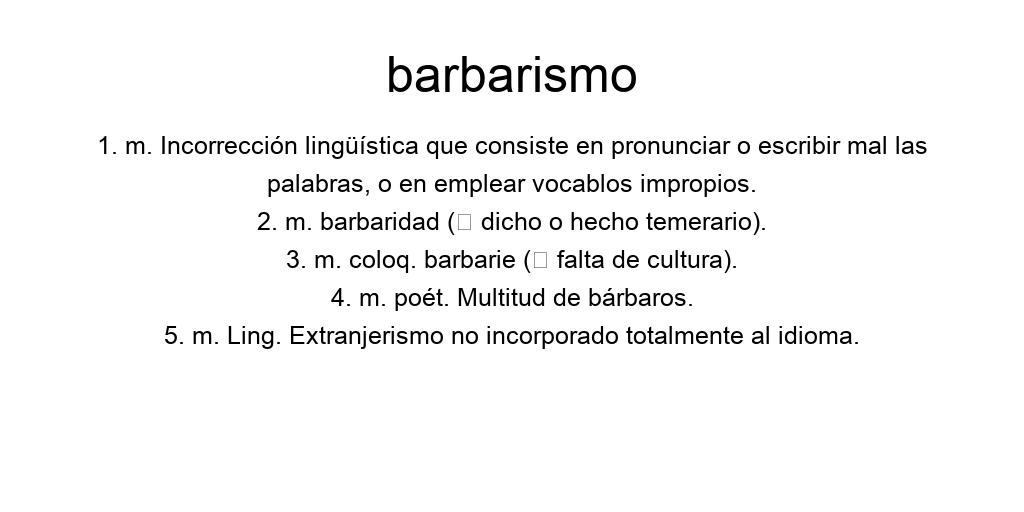 barbarismo
1. m. Incorrección lingüística que consiste en pronunciar o escribir mal las
palabras, o en emplear vocablos impropios.
2. m. barbaridad (□ dicho o hecho temerario).
3. m. coloq. barbarie (□ falta de cultura).
4. m. poét. Multitud de bárbaros.
5. m. Ling. Extranjerismo no incorporado totalmente al idioma.